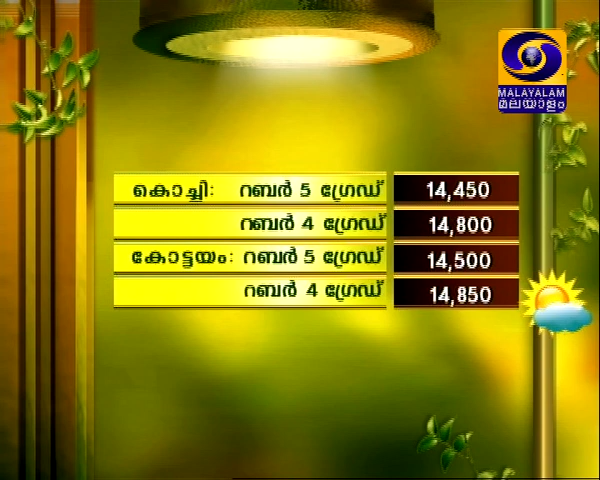 MALAYALAM
മലയാളം
കൊച്ചി: റബർ 5 ഗ്രേഡ് 14,450
റബർ 4 ഗ്രേഡ് 14,800
കോട്ടയം: റബർ 5 ഗ്രേഡ് 14,500
റബർ 4 ഗ്രേഡ് 14,850